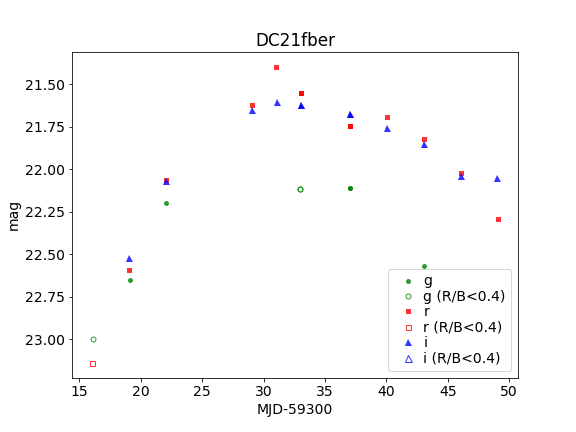 DC21fber
mag
21.50
21.75
22.00
22.25
22.50
22.75
23.00
g
g (R/B<0.4)
r
r (R/B<0.4)
i
i (R/B<0.4)
15 20 25 30 35 40 45 50
MJD-59300